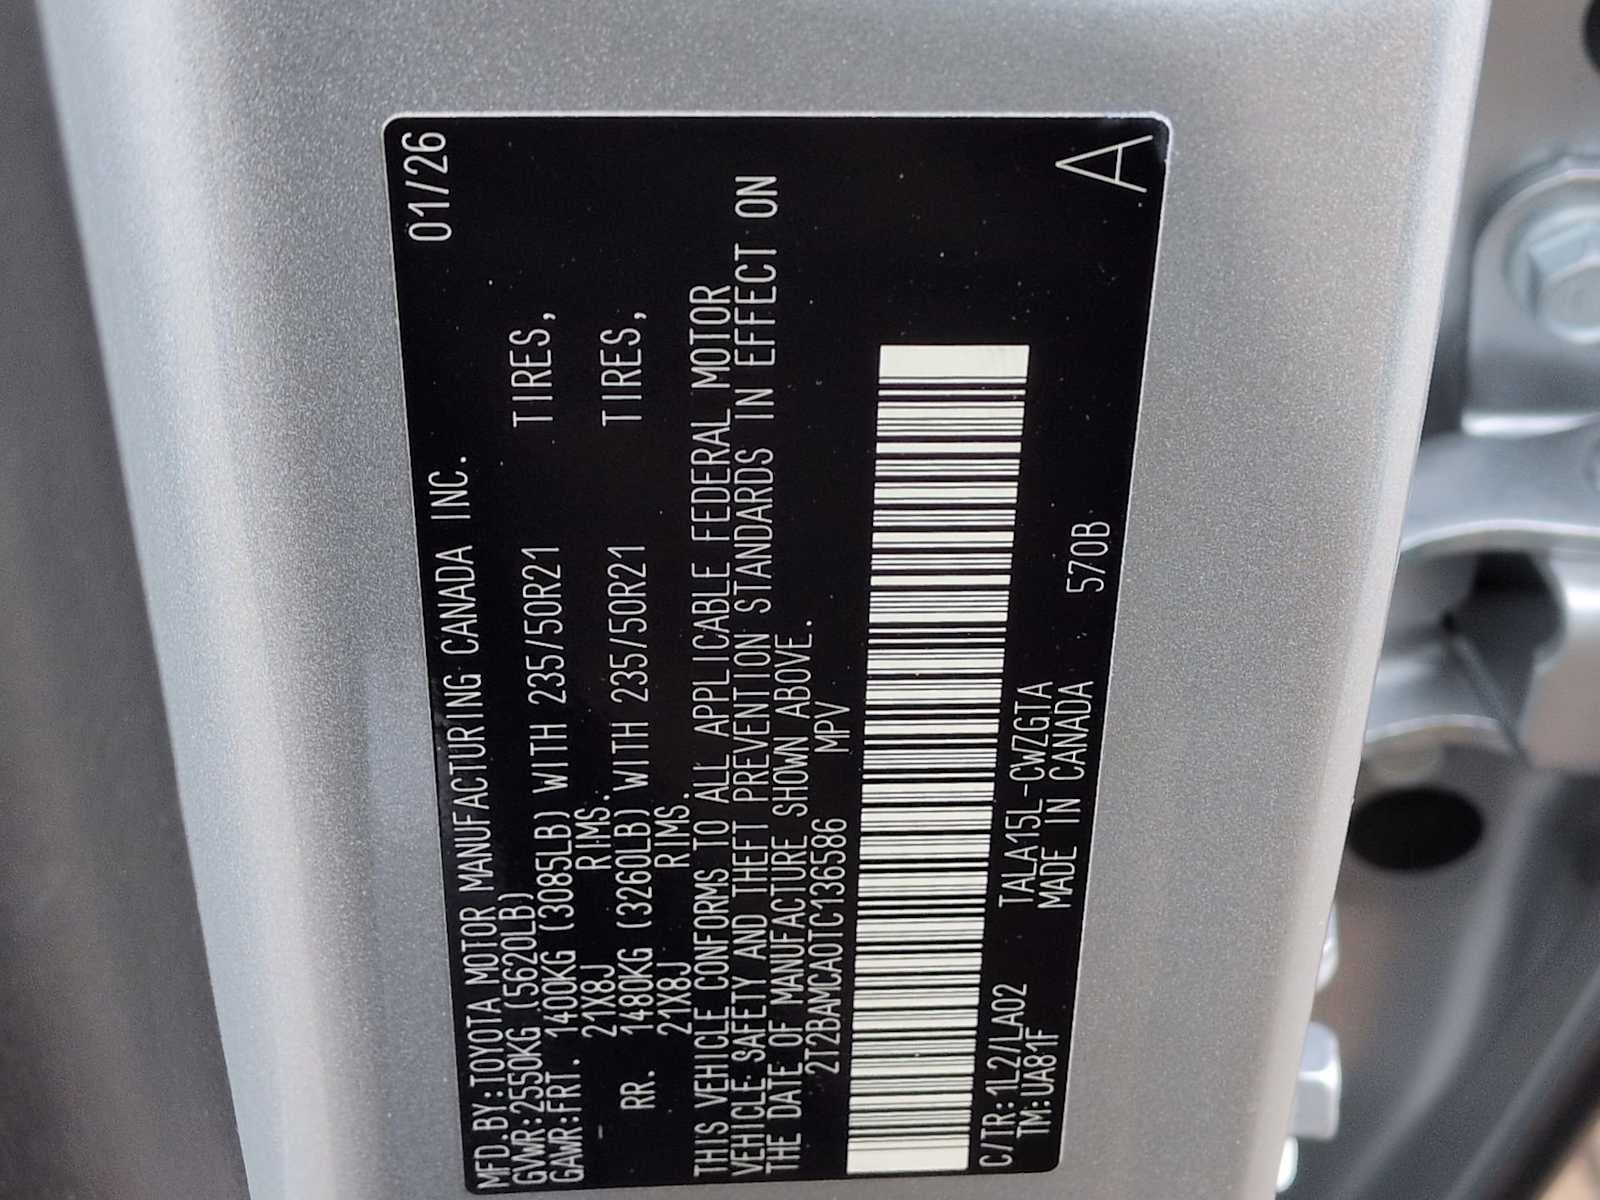 MFD.BY:TOYOTA MOTOR MANUFACTURING CANADA INC. 01/26
GVWR:2550KG (5620LB)
GAWR:FRT. 1400KG (3085LB) WITH 235/50R21 TIRES,
21X8J RIMS.
RR. 1480KG (3260LB) WITH 235/50R21 TIRES,
21X8J RIMS.
THIS VEHICLE CONFORMS TO ALL APPLICABLE FEDERAL MOTOR
VEHICLE SAFETY AND THEFT PREVENTION STANDARDS IN EFFECT ON
THE DATE OF MANUFACTURE SHOWN ABOVE.
2T2BAMCA0TC136586 MPV
C/TR:1L2/LA02 TALA15L-CWZGTA
TM:UA81F MADE IN CANADA 570B
A